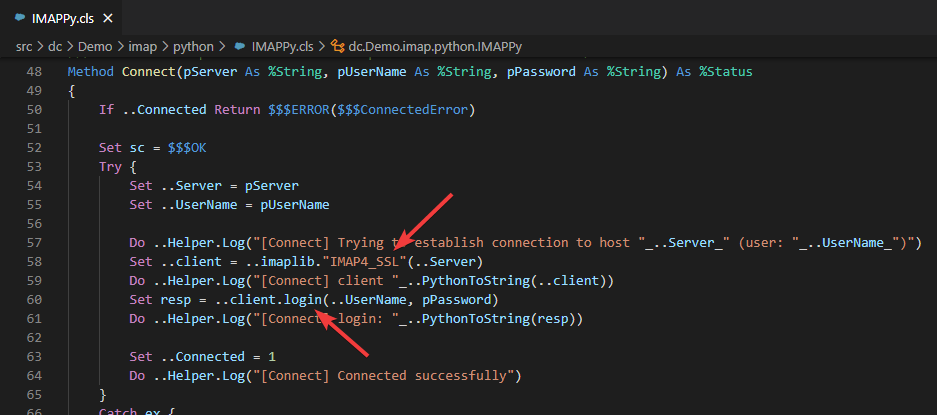 IMAPPy.cls
src > dc > Demo > imap > python > IMAPPy.cls > dc.Demo.imap.python.IMAPPy
48 Method Connect(pServer As %String, pUserName As %String, pPassword As %String) As %Status
49 {
50 If ..Connected Return $$$ERROR($$$ConnectedError)
51
52 Set sc = $$$OK
53 Try {
54 Set ..Server = pServer
55 Set ..UserName = pUserName
56
57 Do ..Helper.Log("[Connect] Trying to establish connection to host "_..Server_" (user: "_..UserName_")")
58 Set ..client = ..imaplib."IMAP4_SSL"(..Server)
59 Do ..Helper.Log("[Connect] client "_..PythonToString(..client))
60 Set resp = ..client.login(..UserName, pPassword)
61 Do ..Helper.Log("[Connect] login: "_..PythonToString(resp))
62
63 Set ..Connected = 1
64 Do ..Helper.Log("[Connect] Connected successfully")
65 }
66 Catch ex {